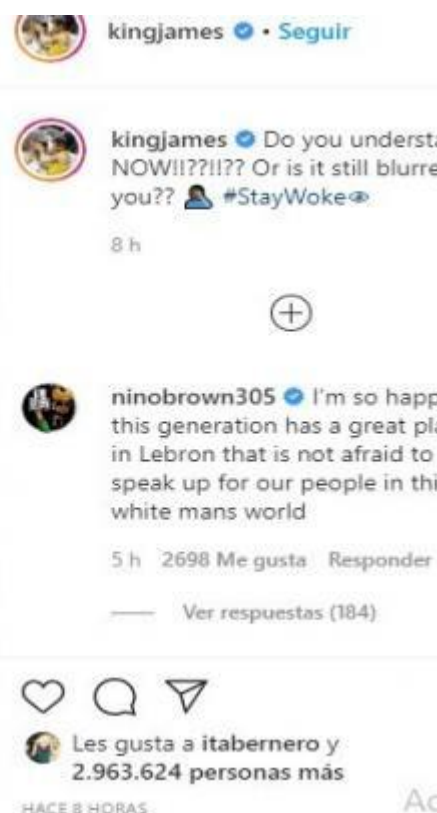 kingjames • Seguir
kingjames Do you understa
NOW!!??!!?? Or is it still blurre
you?? #StayWoke
8 h
ninobrown305 I'm so happ
this generation has a great pla
in Lebron that is not afraid to
speak up for our people in thi
white mans world
5 h 2698 Me gusta Responder
Ver respuestas (184)
Les gusta a itabernero y
2.963.624 personas más
HACE 8 HORAS
Ac